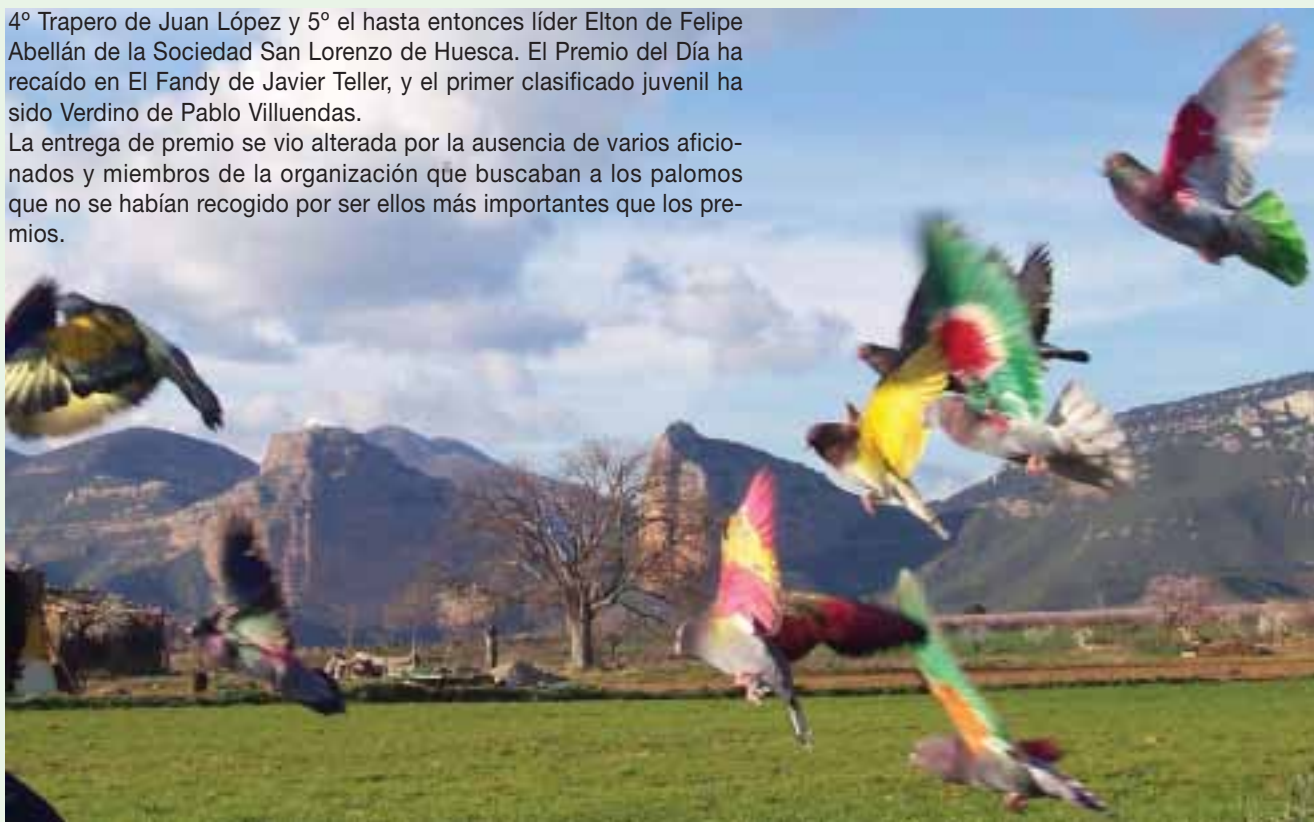 4º Trapero de Juan López y 5º el hasta entonces líder Elton de Felipe
Abellán de la Sociedad San Lorenzo de Huesca. El Premio del Día ha
recaído en El Fandy de Javier Teller, y el primer clasificado juvenil ha
sido Verdino de Pablo Villuendas.
La entrega de premio se vio alterada por la ausencia de varios aficio-
nados y miembros de la organización que buscaban a los palomos
que no se habían recogido por ser ellos más importantes que los pre-
mios.